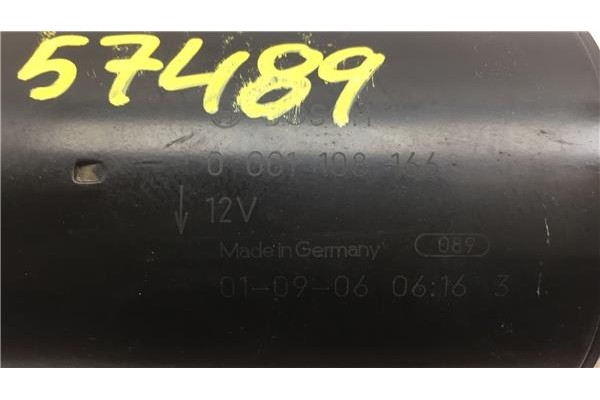 57489
BOSCH
0 001 108 166
12V
Made in Germany 089
01-09-06 06:16 3